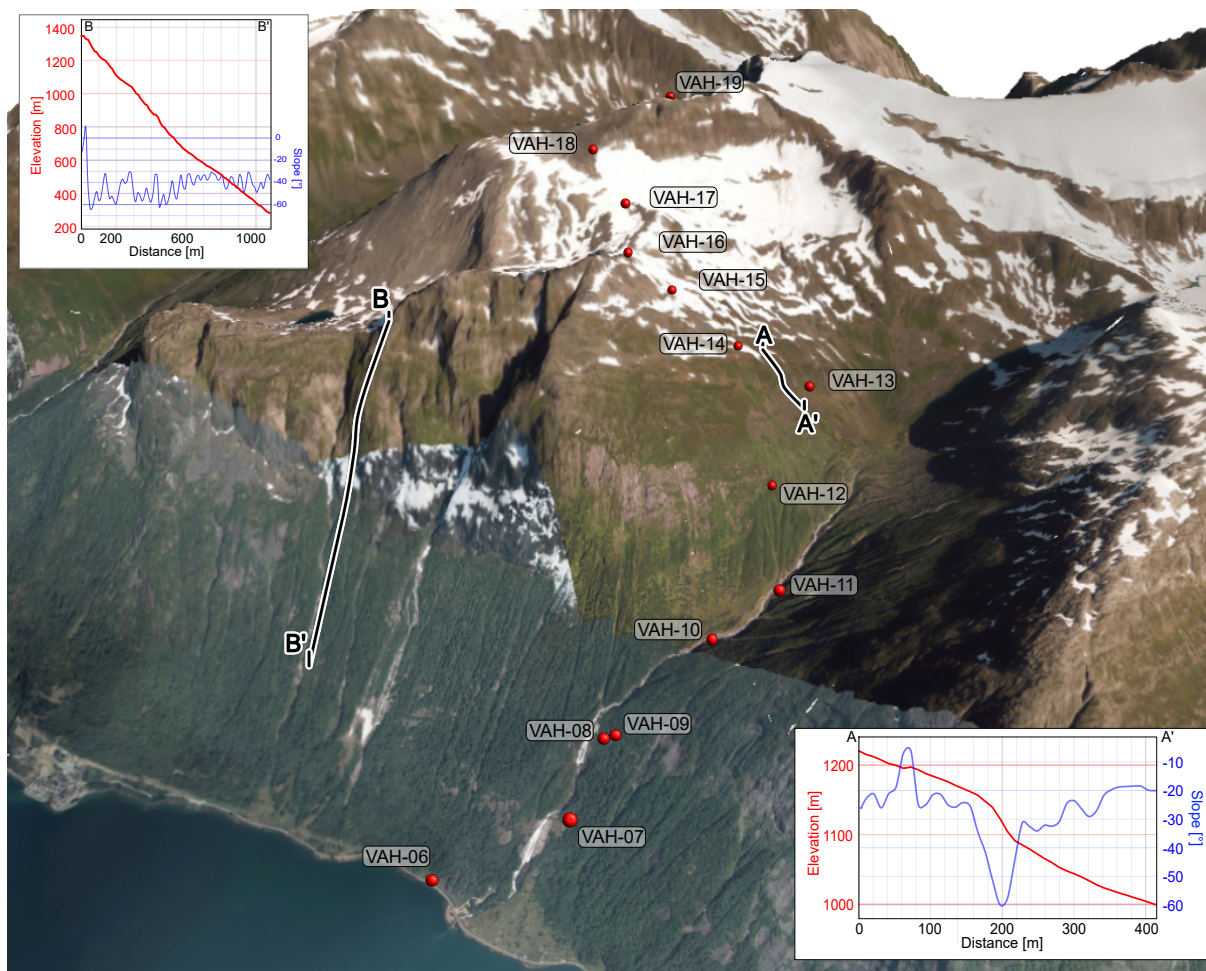 B
B'
1400
1200
1000
800
600
400
200
Elevation [m]
0
-20
-40
-60
Slope [°]
0
200
600
1000
Distance [m]
VAH-19
VAH-18
VAH-17
VAH-16
VAH-15
B
A
VAH-14
VAH-13
A'
VAH-12
VAH-11
VAH-10
B'
VAH-09
VAH-08
VAH-07
VAH-06
A
A'
1200
1100
1000
Elevation [m]
-10
-20
-30
-40
-50
-60
Slope [°]
0
100
200
300
400
Distance [m]